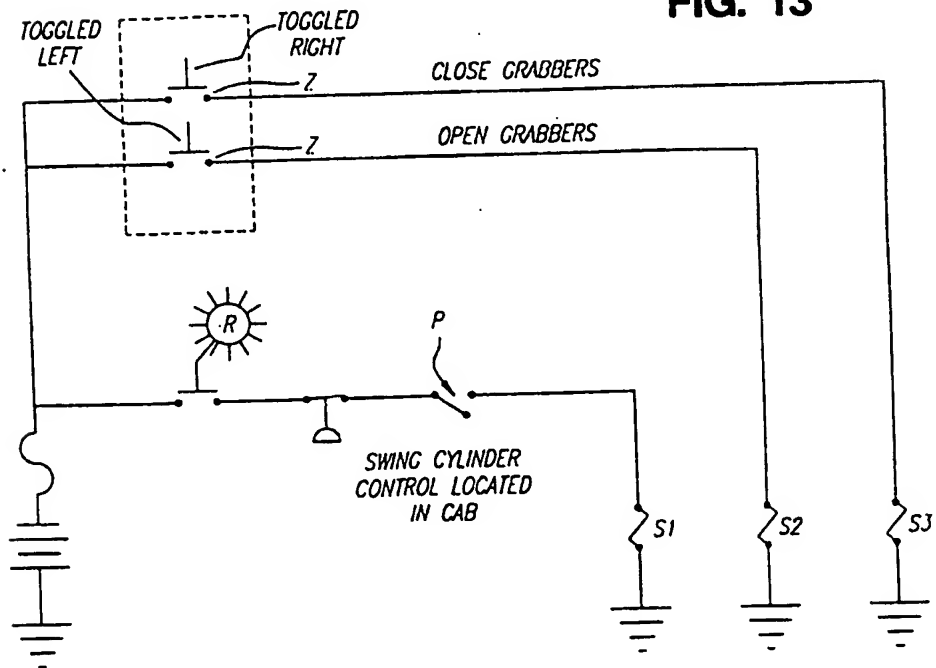 FIG. 13
TOGGLED
LEFT
TOGGLED
RIGHT
Z
CLOSE GRABBERS
Z
OPEN GRABBERS
R
P
SWING CYLINDER
CONTROL LOCATED
IN CAB
S1
S2
S3